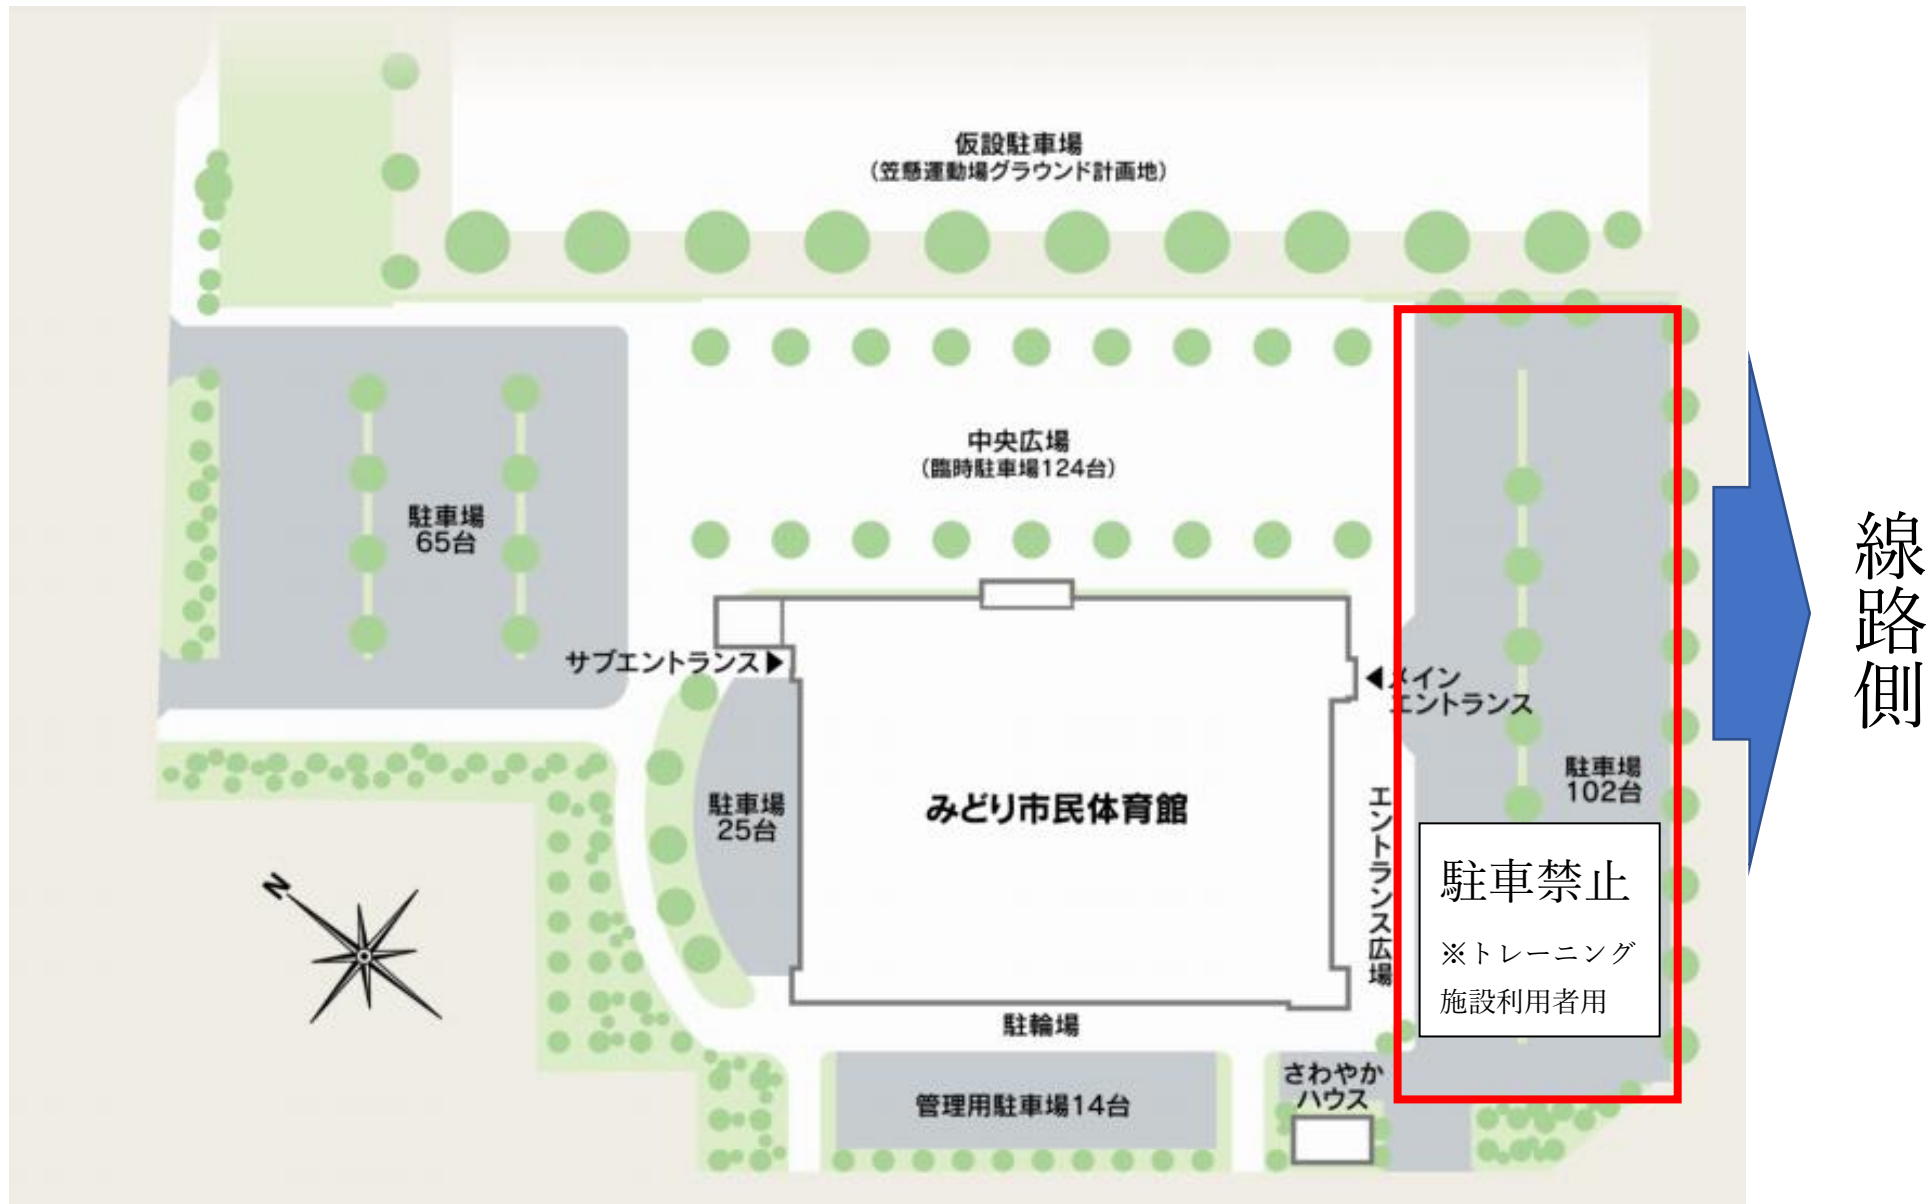 仮設駐車場
（笠懸運動場グラウンド計画地）
中央広場
（臨時駐車場124台）
駐車場
65台
線路側
サブエントランス▶
◀メイン
エントランス
駐車場
102台
駐車場
25台
みどり市民体育館
エントランス広場
駐車禁止
※トレーニング
施設利用者用
N
駐輪場
さわやか
ハウス
管理用駐車場14台